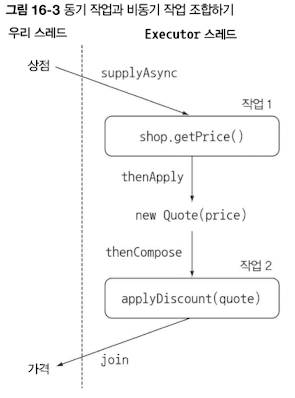 그림 16-3 동기 작업과 비동기 작업 조합하기
우리 스레드
Executor 스레드
상점
supplyAsync
작업 1
shop.getPrice()
thenApply
new Quote(price)
thenCompose
작업 2
applyDiscount(quote)
join
가격